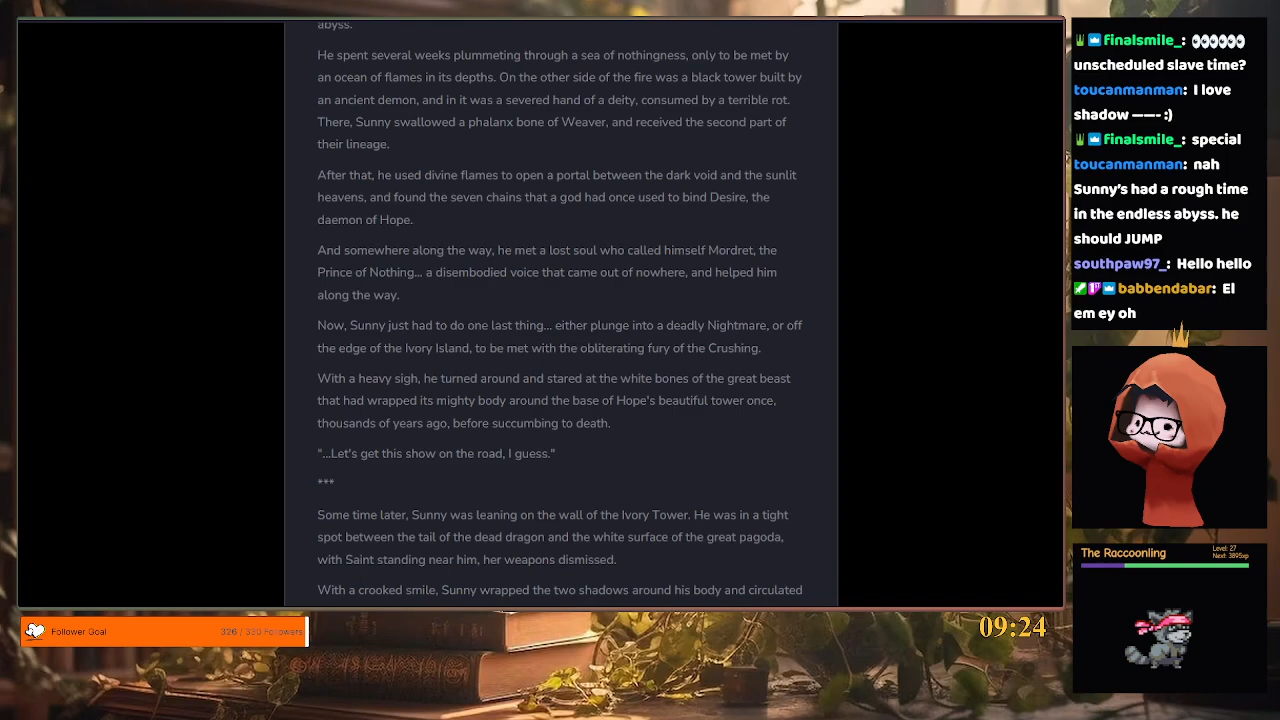 abyss.
He spent several weeks plummeting through a sea of nothingness, only to be met by
an ocean of flames in its depths. On the other side of the fire was a black tower built by
an ancient demon, and in it was a severed hand of a deity, consumed by a terrible rot.
There, Sunny swallowed a phalanx bone of Weaver, and received the second part of
their lineage.
After that, he used divine flames to open a portal between the dark void and the sunlit
heavens, and found the seven chains that a god had once used to bind Desire, the
daemon of Hope.
And somewhere along the way, he met a lost soul who called himself Mordret, the
Prince of Nothing... a disembodied voice that came out of nowhere, and helped him
along the way.
Now, Sunny just had to do one last thing... either plunge into a deadly Nightmare, or off
the edge of the Ivory Island, to be met with the obliterating fury of the Crushing.
With a heavy sigh, he turned around and stared at the white bones of the great beast
that had wrapped its mighty body around the base of Hope's beautiful tower once,
thousands of years ago, before succumbing to death.
"...Let's get this show on the road, I guess."
***
Some time later, Sunny was leaning on the wall of the Ivory Tower. He was in a tight
spot between the tail of the dead dragon and the white surface of the great pagoda,
with Saint standing near him, her weapons dismissed.
With a crooked smile, Sunny wrapped the two shadows around his body and circulated
finalsmile_: 👀👀👀
unscheduled slave time?
toucanmanman: I love
shadow ——- :)
finalsmile_: special
toucanmanman: nah
Sunny's had a rough time
in the endless abyss. he
should JUMP
southpaw97_: Hello hello
babbendabar: El
em ey oh
The Raccoonling
Level: 27
Next: 3895xp
Follower Goal
326 / 330 Followers
09:24